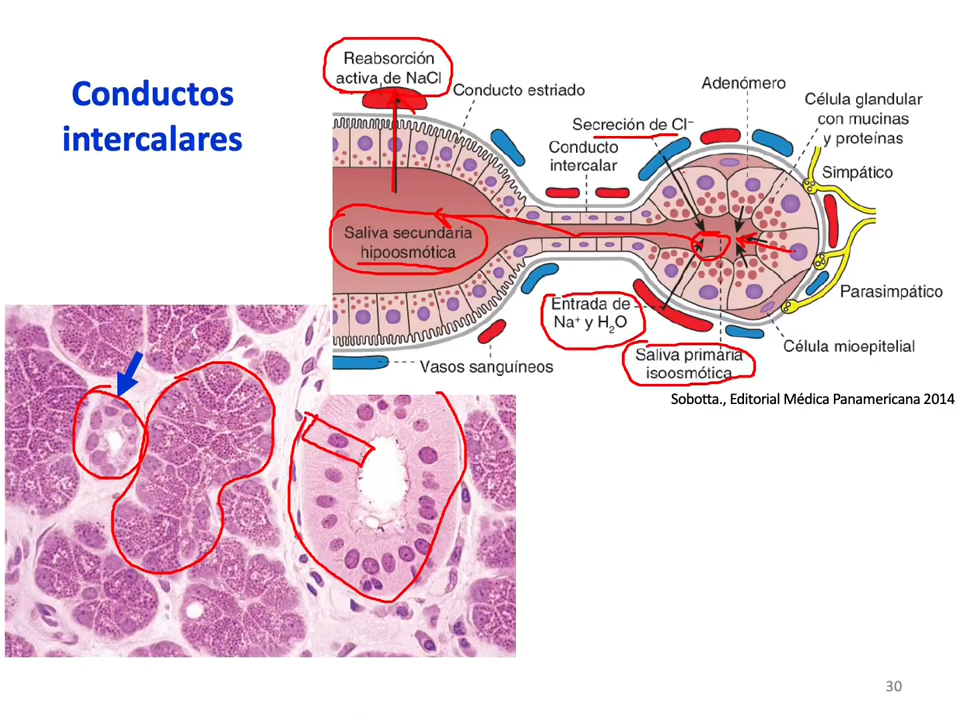 Conductos
intercalares
Reabsorción
activa de NaCl
Conducto estriado
Secreción de Cl⁻
Conducto
intercalar
Adenómero
Célula glandular
con mucinas
y proteínas
Simpático
Saliva secundaria
hipoosmótica
Entrada de
Na⁺ y H₂O
Parasimpático
Saliva primaria
isoosmótica
Célula mioepitelial
Vasos sanguíneos
Sobotta., Editorial Médica Panamericana 2014
30